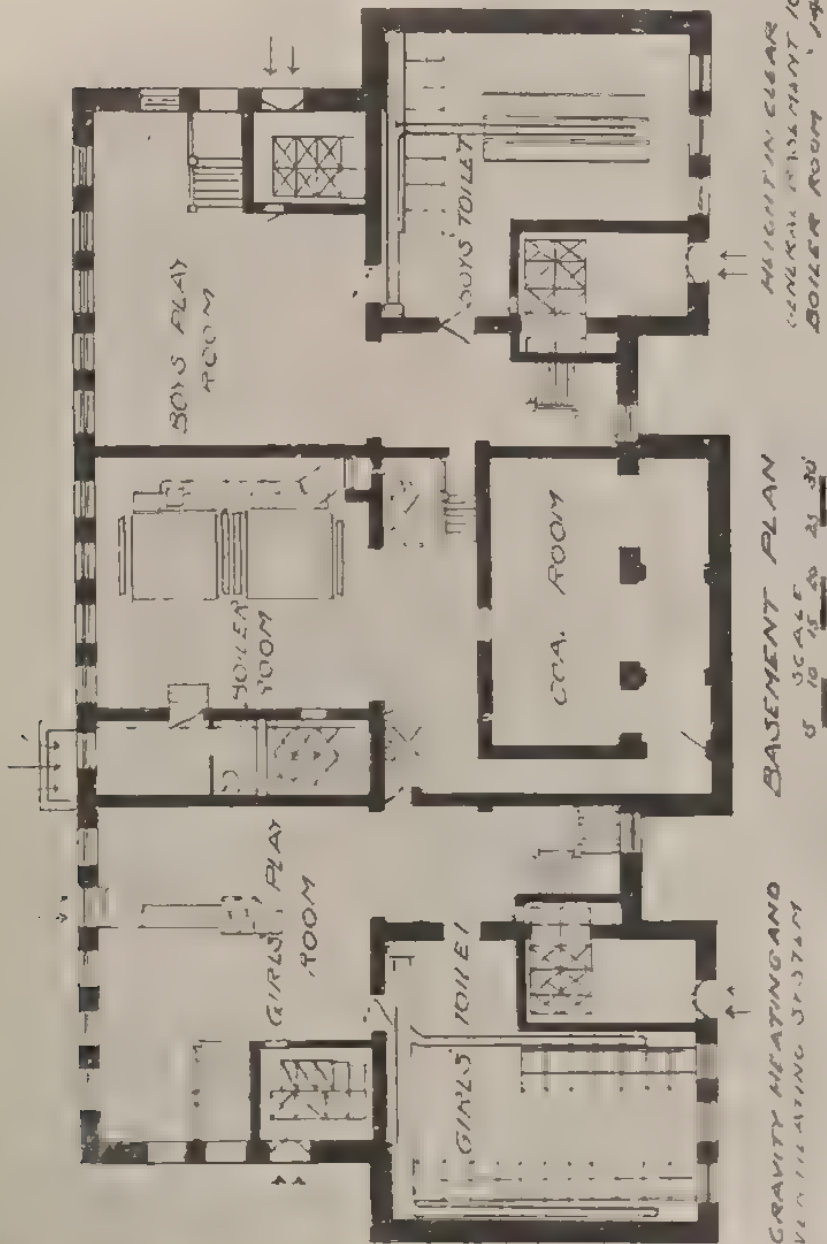 BOYS PLAY
ROOM
BOYS TOILET
BOILER
ROOM
COAL ROOM
GIRLS PLAY
ROOM
GIRLS' TOILET
GRAVITY HEATING AND
VENTILATING SYSTEM
BASEMENT PLAN
SCALE
5 10 15 20 25 30'
HEIGHT IN CLEAR
GENERAL BASEMENT
BOILER ROOM